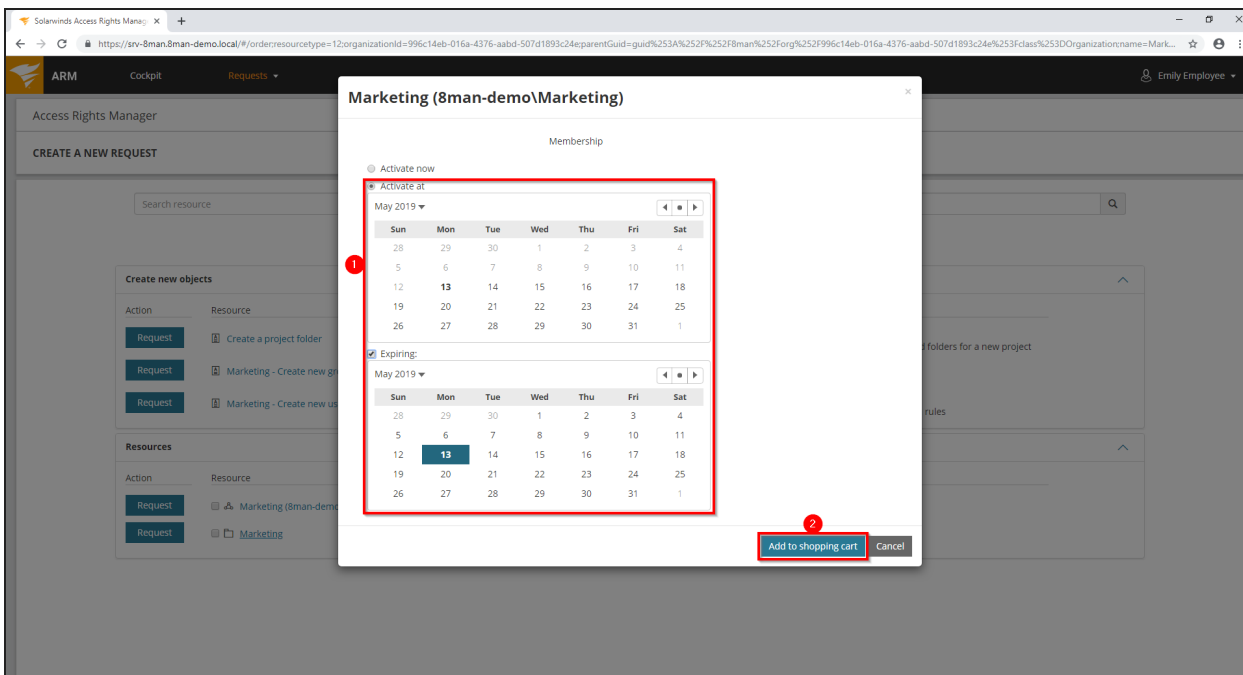 Solarwinds Access Rights Manag
https://srv-8man.8man-demo.local/#/order;resourcetype=12;organizationId=996c14eb-016a-4376-aabd-507d1893c24e;parentGuid=guid%253A%252F%252F8man%252Forg%252F996c14eb-016a-4376-aabd-507d1893c24e%253Fclass%253DOrganization;name=Mark...
ARM Cockpit Requests Emily Employee
Access Rights Manager
CREATE A NEW REQUEST
Search resource
Create new objects
Action Resource
Request Create a project folder folders for a new project
Request Marketing - Create new gr
Request Marketing - Create new us rules
Resources
Action Resource
Request Marketing (8man-demo
Request Marketing
Marketing (8man-demo\Marketing)
Membership
Activate now
Activate at
1
May 2019
Sun Mon Tue Wed Thu Fri Sat
28 29 30 1 2 3 4
5 6 7 8 9 10 11
12 13 14 15 16 17 18
19 20 21 22 23 24 25
26 27 28 29 30 31 1
Expiring:
May 2019
Sun Mon Tue Wed Thu Fri Sat
28 29 30 1 2 3 4
5 6 7 8 9 10 11
12 13 14 15 16 17 18
19 20 21 22 23 24 25
26 27 28 29 30 31 1
2
Add to shopping cart Cancel